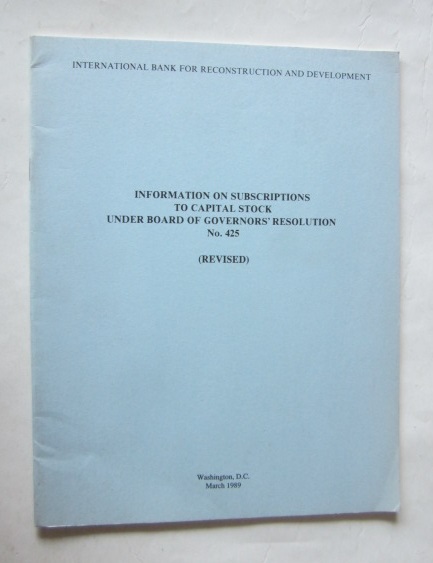 INTERNATIONAL BANK FOR RECONSTRUCTION AND DEVELOPMENT
INFORMATION ON SUBSCRIPTIONS
TO CAPITAL STOCK
UNDER BOARD OF GOVERNORS' RESOLUTION
No. 425
(REVISED)
Washington, D.C.
March 1989